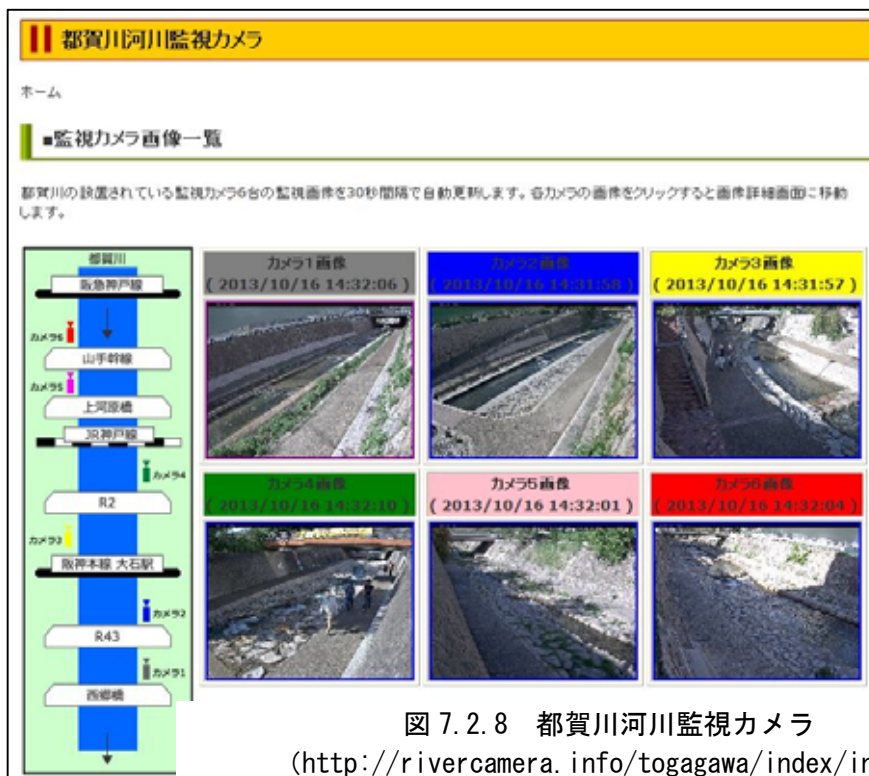 都賀川河川監視カメラ
ホーム
■監視カメラ画像一覧
都賀川の設置されている監視カメラ6台の監視画像を30秒間隔で自動更新します。各カメラの画像をクリックすると画像詳細画面に移動
します。
都賀川
阪急神戸線
カメラ6
山手幹線
カメラ5
上河原橋
JR神戸線
カメラ4
R2
カメラ3
阪神本線 大石駅
カメラ2
R43
カメラ1
西郷橋
カメラ1画像
( 2013/10/16 14:32:06 )
カメラ2画像
( 2013/10/16 14:31:58 )
カメラ3画像
( 2013/10/16 14:31:57 )
カメラ4画像
( 2013/10/16 14:32:10 )
カメラ5画像
( 2013/10/16 14:32:01 )
カメラ6画像
( 2013/10/16 14:32:04 )
図 7.2.8 都賀川河川監視カメラ
(http://rivercamera.info/togagawa/index/in